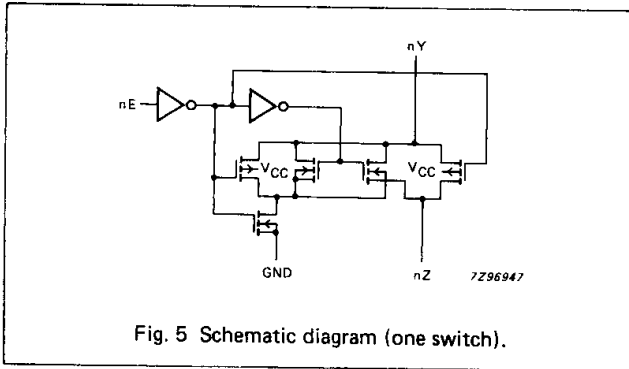 nY
nE
VCC
VCC
GND
nZ
7Z96947
Fig. 5 Schematic diagram (one switch).